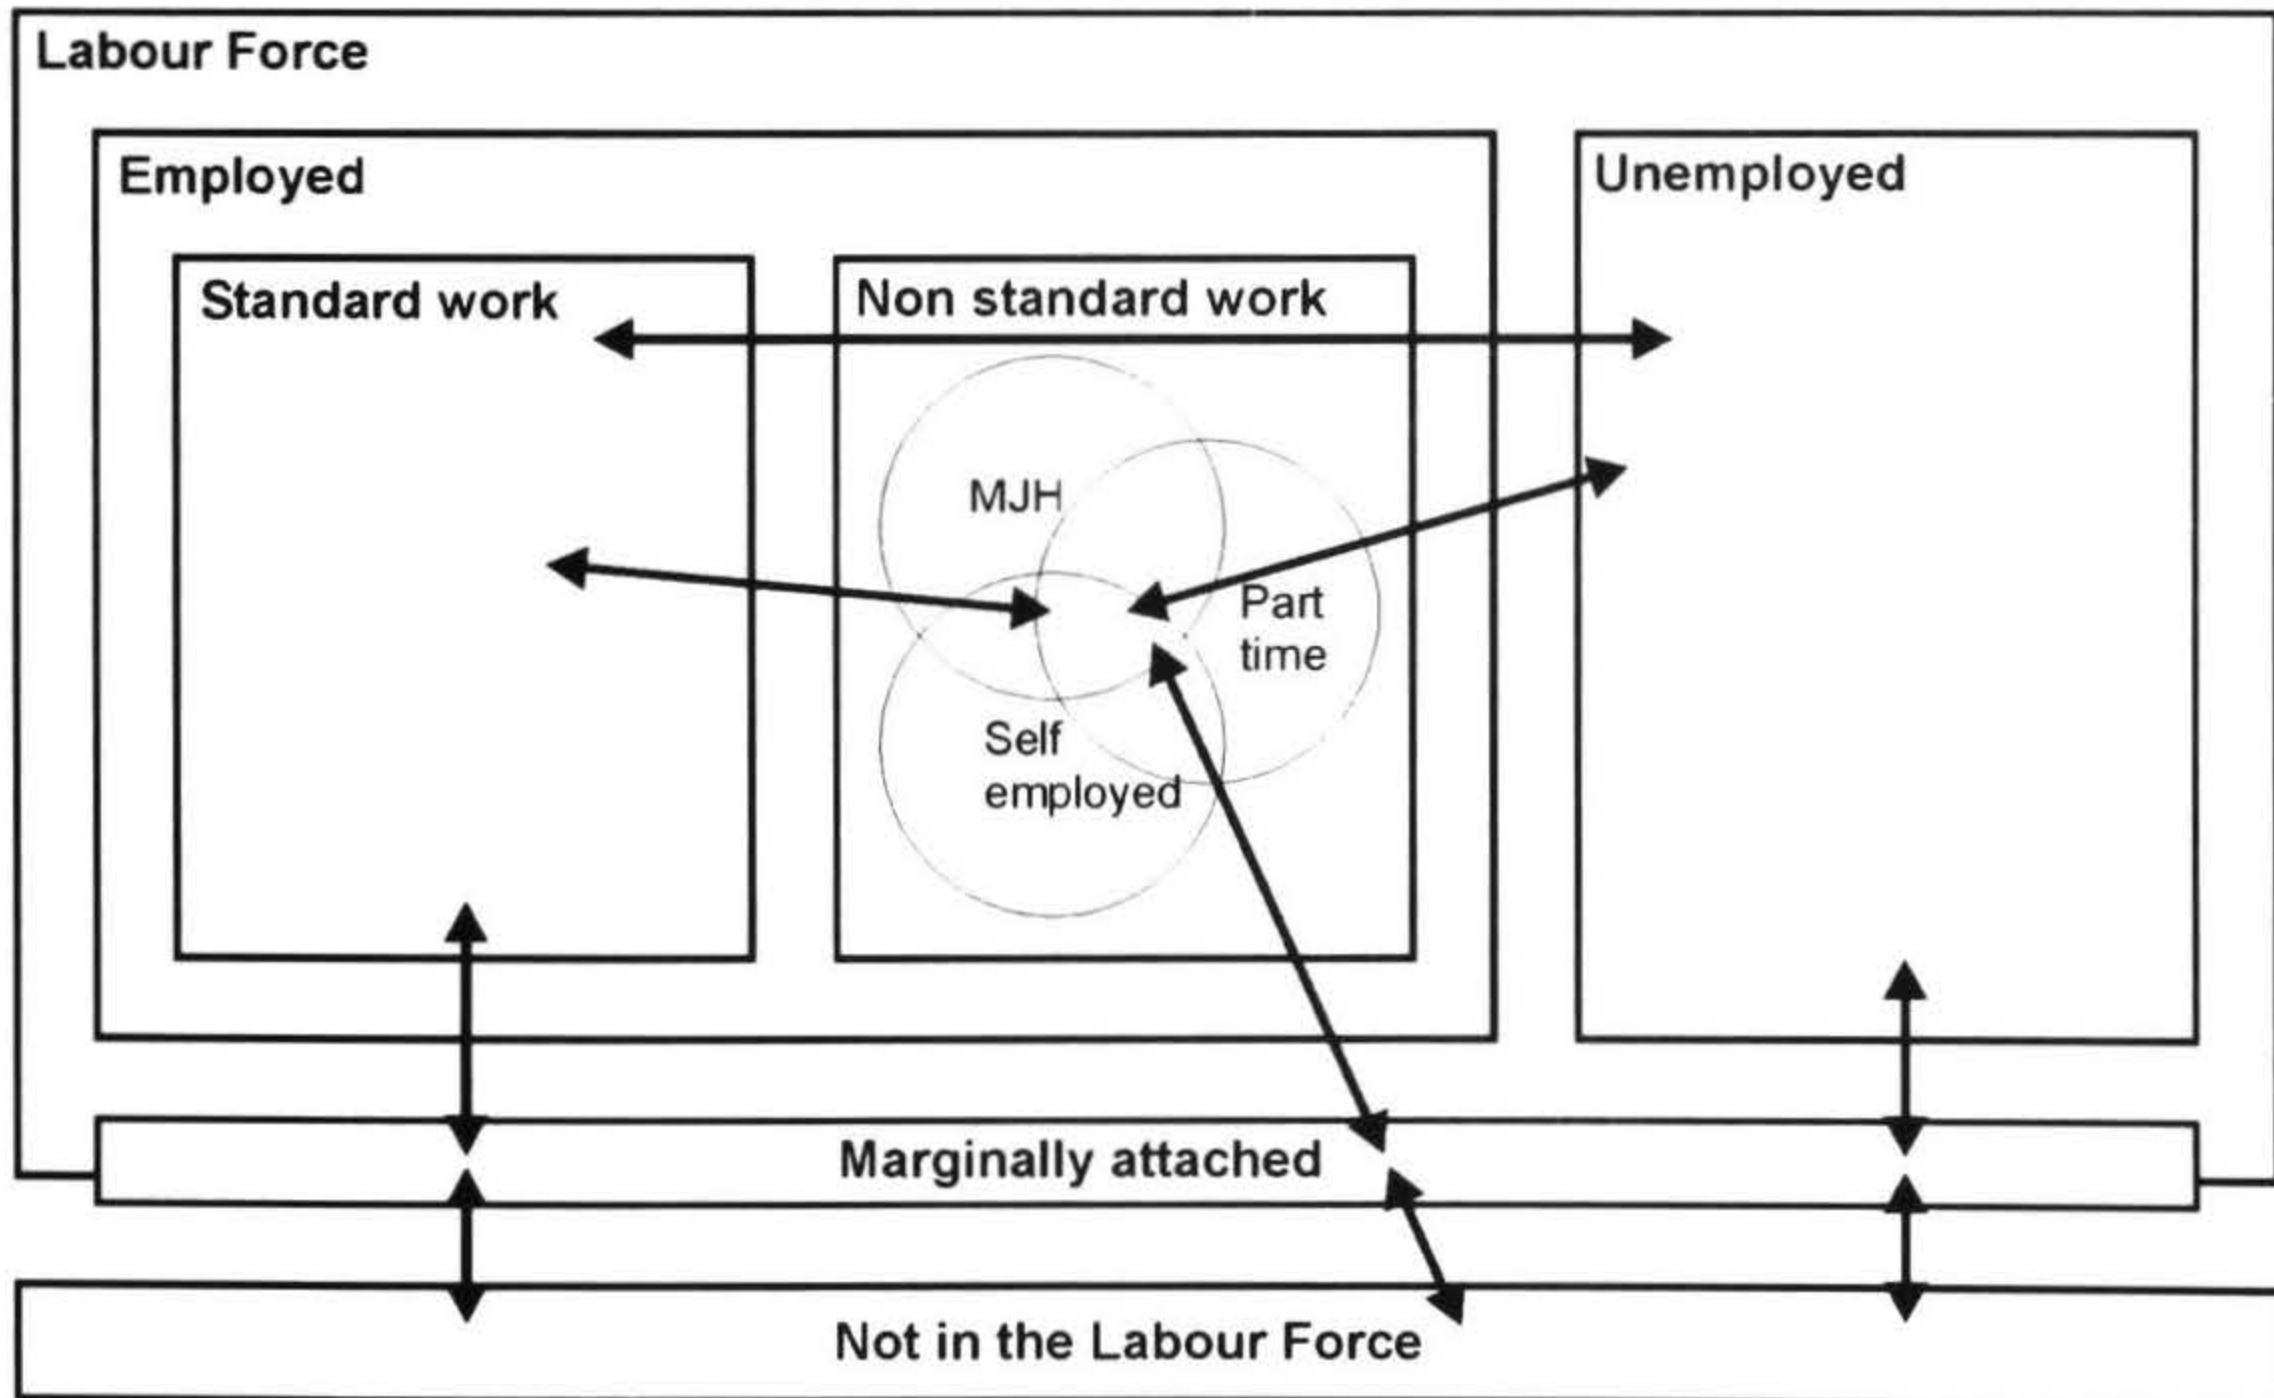 Labour Force
Employed
Unemployed
Standard work
Non standard work
MJH
Part
time
Self
employed
Marginally attached
Not in the Labour Force